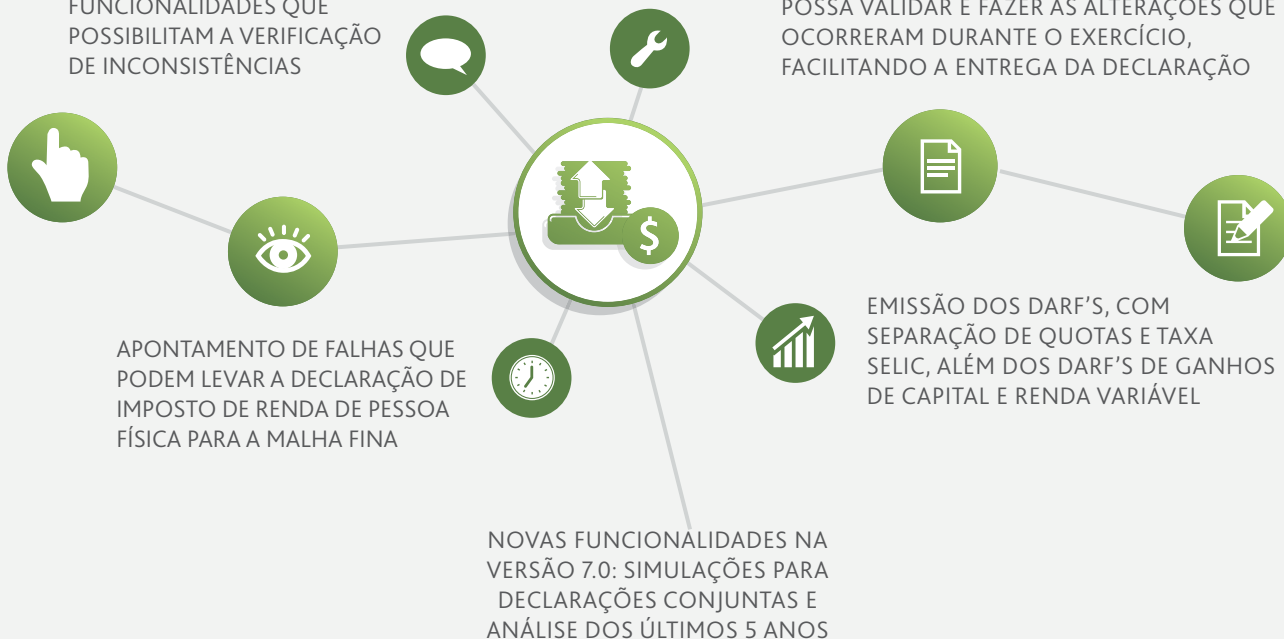 FUNCIONALIDADES QUE
POSSIBILITAM A VERIFICAÇÃO
DE INCONSISTÊNCIAS
POSSA VALIDAR E FAZER AS ALTERAÇÕES QUE
OCORRERAM DURANTE O EXERCÍCIO,
FACILITANDO A ENTREGA DA DECLARAÇÃO
$
APONTAMENTO DE FALHAS QUE
PODEM LEVAR A DECLARAÇÃO DE
IMPOSTO DE RENDA DE PESSOA
FÍSICA PARA A MALHA FINA
EMISSÃO DOS DARF'S, COM
SEPARAÇÃO DE QUOTAS E TAXA
SELIC, ALÉM DOS DARF'S DE GANHOS
DE CAPITAL E RENDA VARIÁVEL
NOVAS FUNCIONALIDADES NA
VERSÃO 7.0: SIMULAÇÕES PARA
DECLARAÇÕES CONJUNTAS E
ANÁLISE DOS ÚLTIMOS 5 ANOS